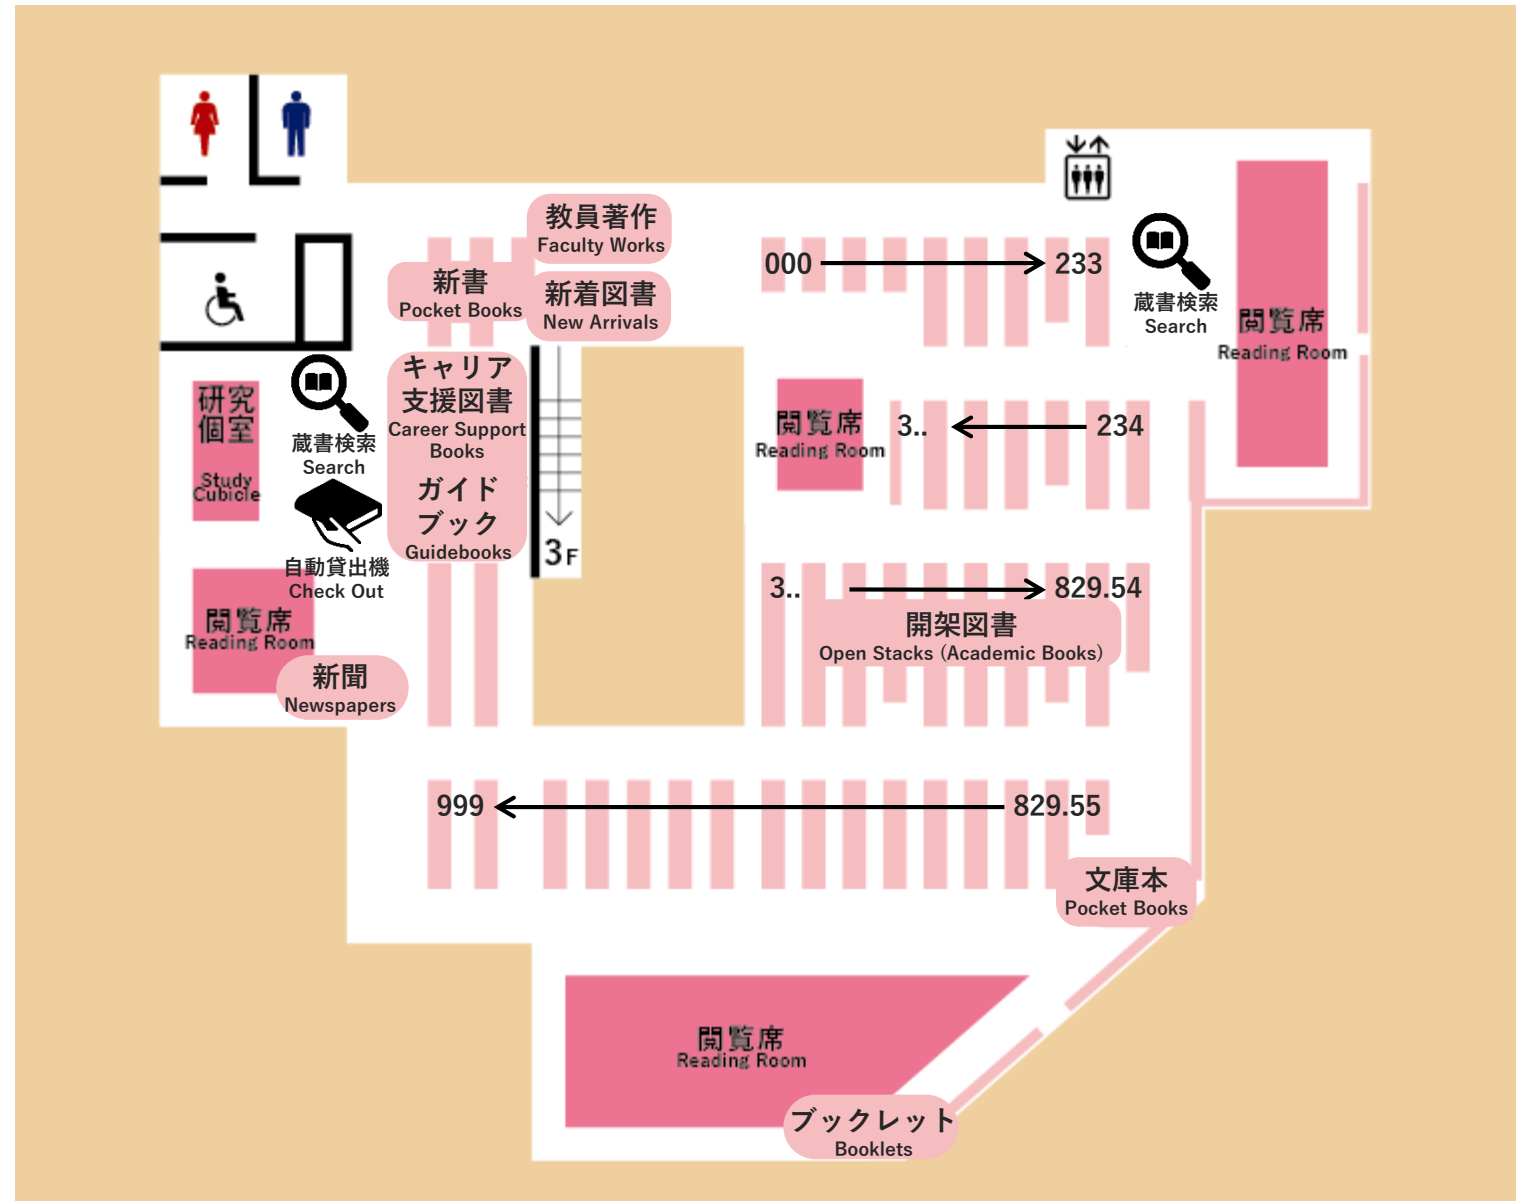 教員著作
Faculty Works
新書
Pocket Books
新着図書
New Arrivals
000
233
蔵書検索
Search
閲覧席
Reading Room
研究
個室
Study
Cubicle
蔵書検索
Search
キャリア
支援図書
Career Support
Books
ガイド
ブック
Guidebooks
閲覧席
Reading Room
3..
234
3F
自動貸出機
Check Out
閲覧席
Reading Room
新聞
Newspapers
3..
829.54
開架図書
Open Stacks (Academic Books)
999
829.55
文庫本
Pocket Books
閲覧席
Reading Room
ブックレット
Booklets